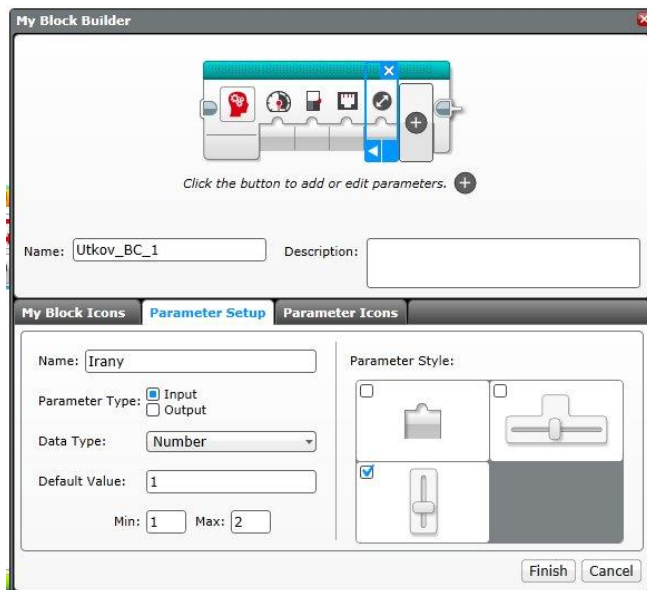 My Block Builder
Click the button to add or edit parameters.
Name: Utkov_BC_1 Description:
My Block Icons Parameter Setup Parameter Icons
Name: Irany
Parameter Style:
Parameter Type: Input
Output
Data Type: Number
Default Value: 1
Min: 1 Max: 2
Finish Cancel